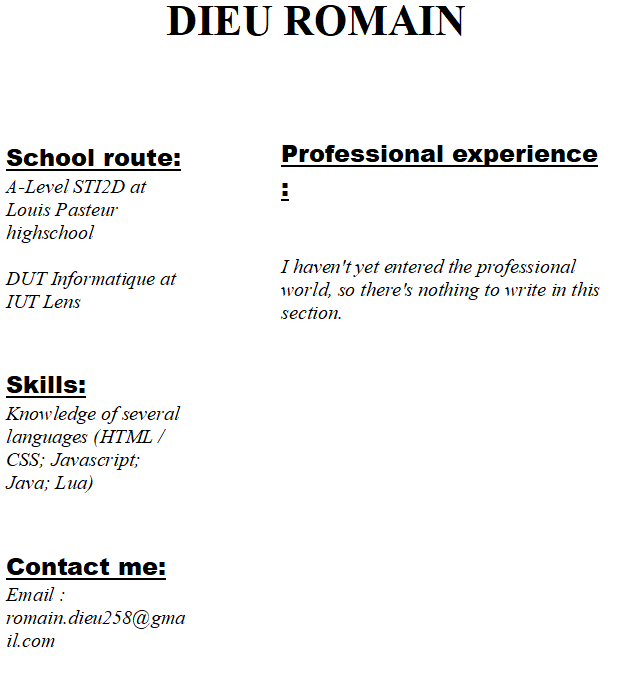 DIEU ROMAIN
School route:
A-Level STI2D at
Louis Pasteur
highschool
DUT Informatique at
IUT Lens
Skills:
Knowledge of several
languages (HTML /
CSS; Javascript;
Java; Lua)
Contact me:
Email :
romain.dieu258@gma
il.com
Professional experience
:
I haven't yet entered the professional
world, so there's nothing to write in this
section.